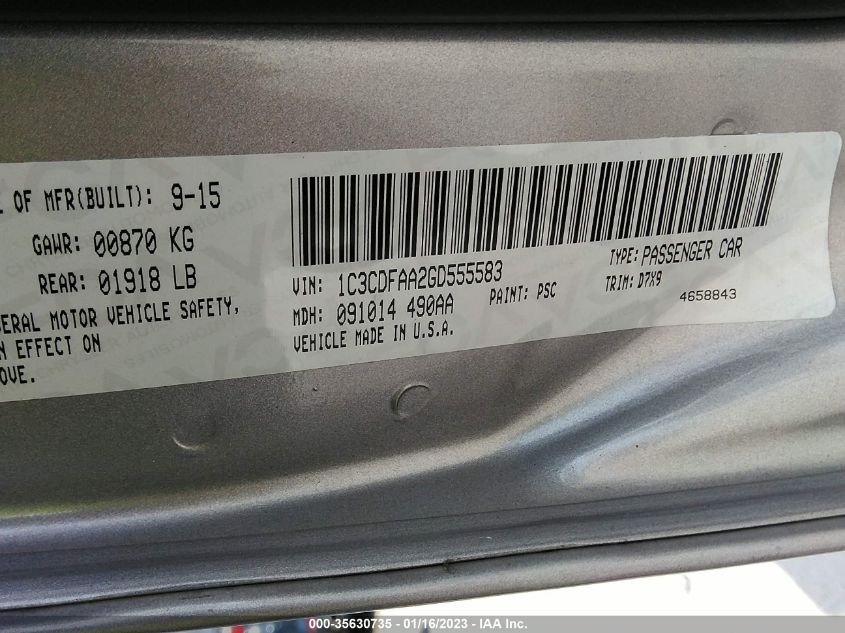 E OF MFR(BUILT): 9-15
GAWR: 00870 KG
REAR: 01918 LB
ERAL MOTOR VEHICLE SAFETY,
N EFFECT ON
OVE.
VIN: 1C3CDFAA2GD555583
TYPE: PASSENGER CAR
MDH: 091014 490AA
PAINT: PSC
TRIM: D7X9
VEHICLE MADE IN U.S.A.
4658843
000-35630735 - 01/16/2023 - IAA Inc.